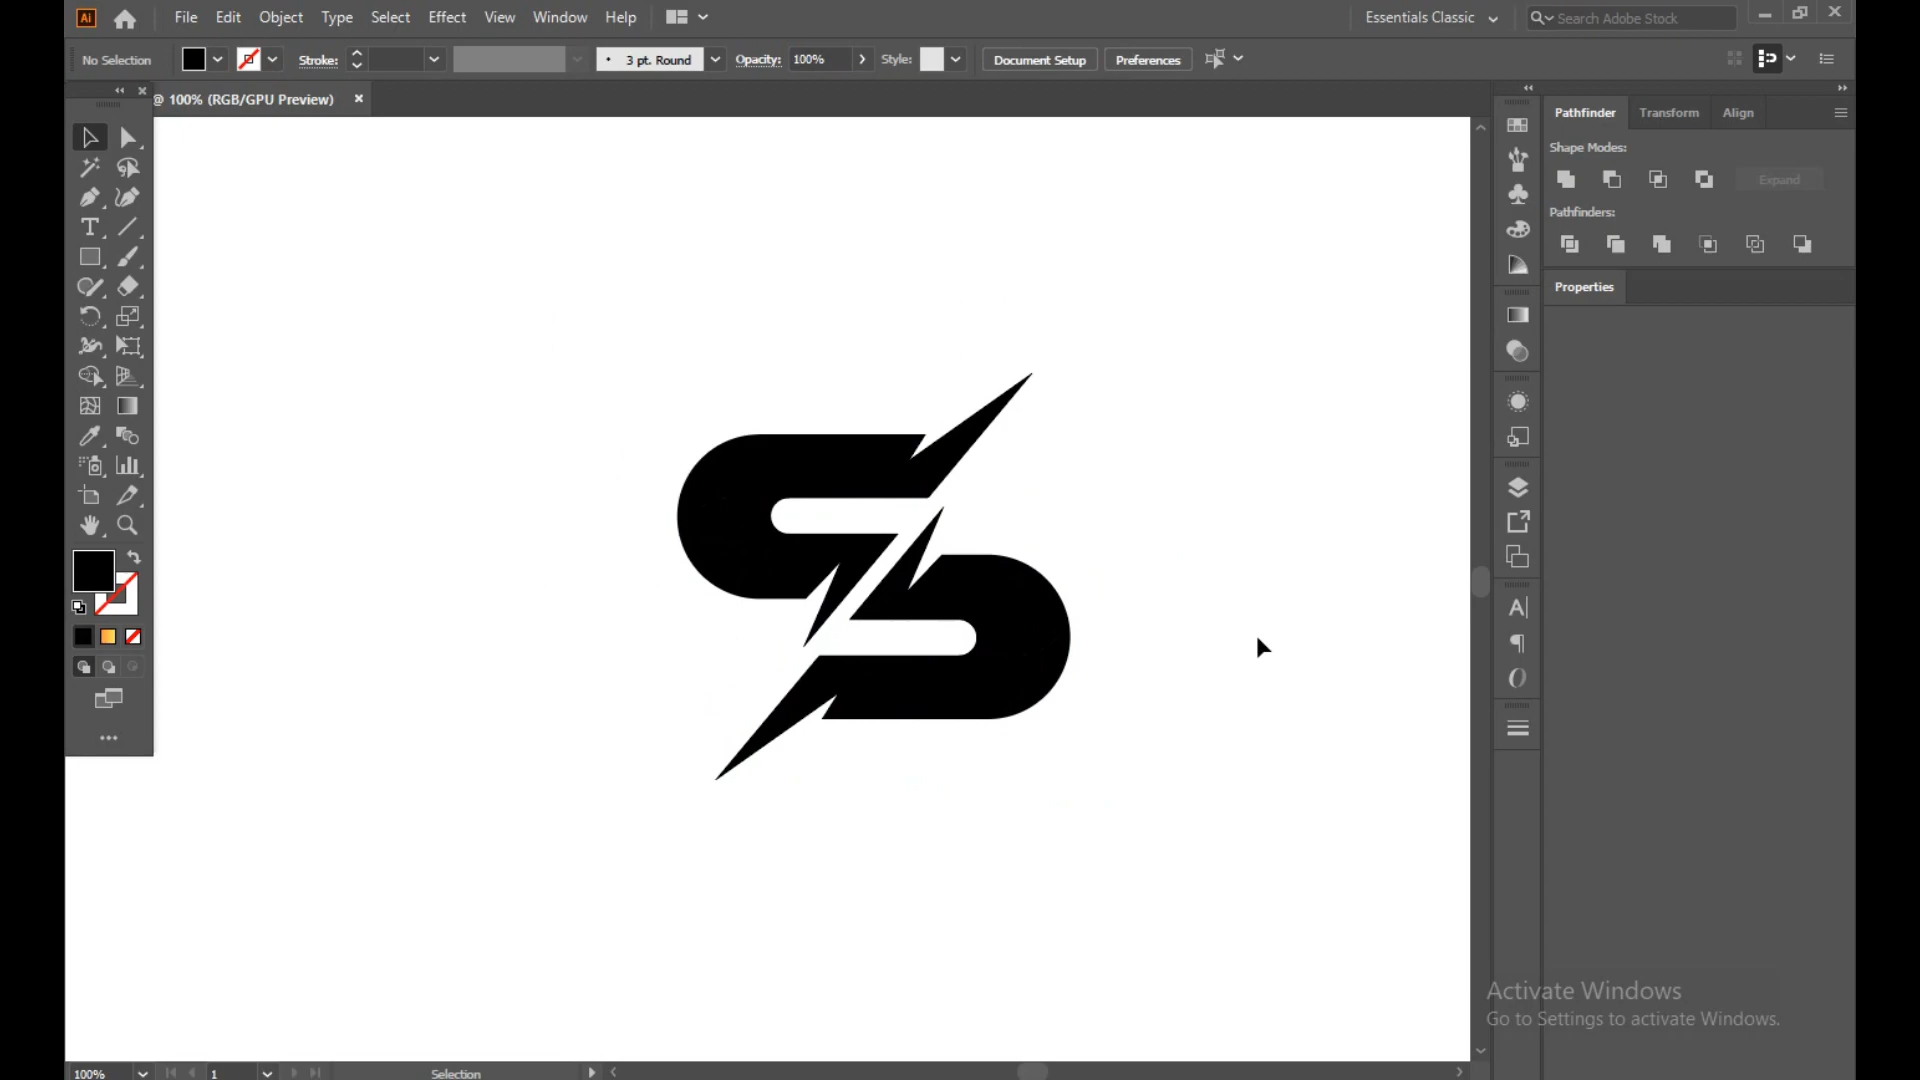 Ai File Edit Object Type Select Effect View Window Help Essentials Classic Search Adobe Stock
No Selection Stroke: 3 pt. Round Opacity: 100% Style: Document Setup Preferences
@ 100% (RGB/GPU Preview)
Pathfinder Transform Align
Shape Modes:
Expand
Pathfinders:
Properties
Activate Windows
Go to Settings to activate Windows.
100% 1 Selection